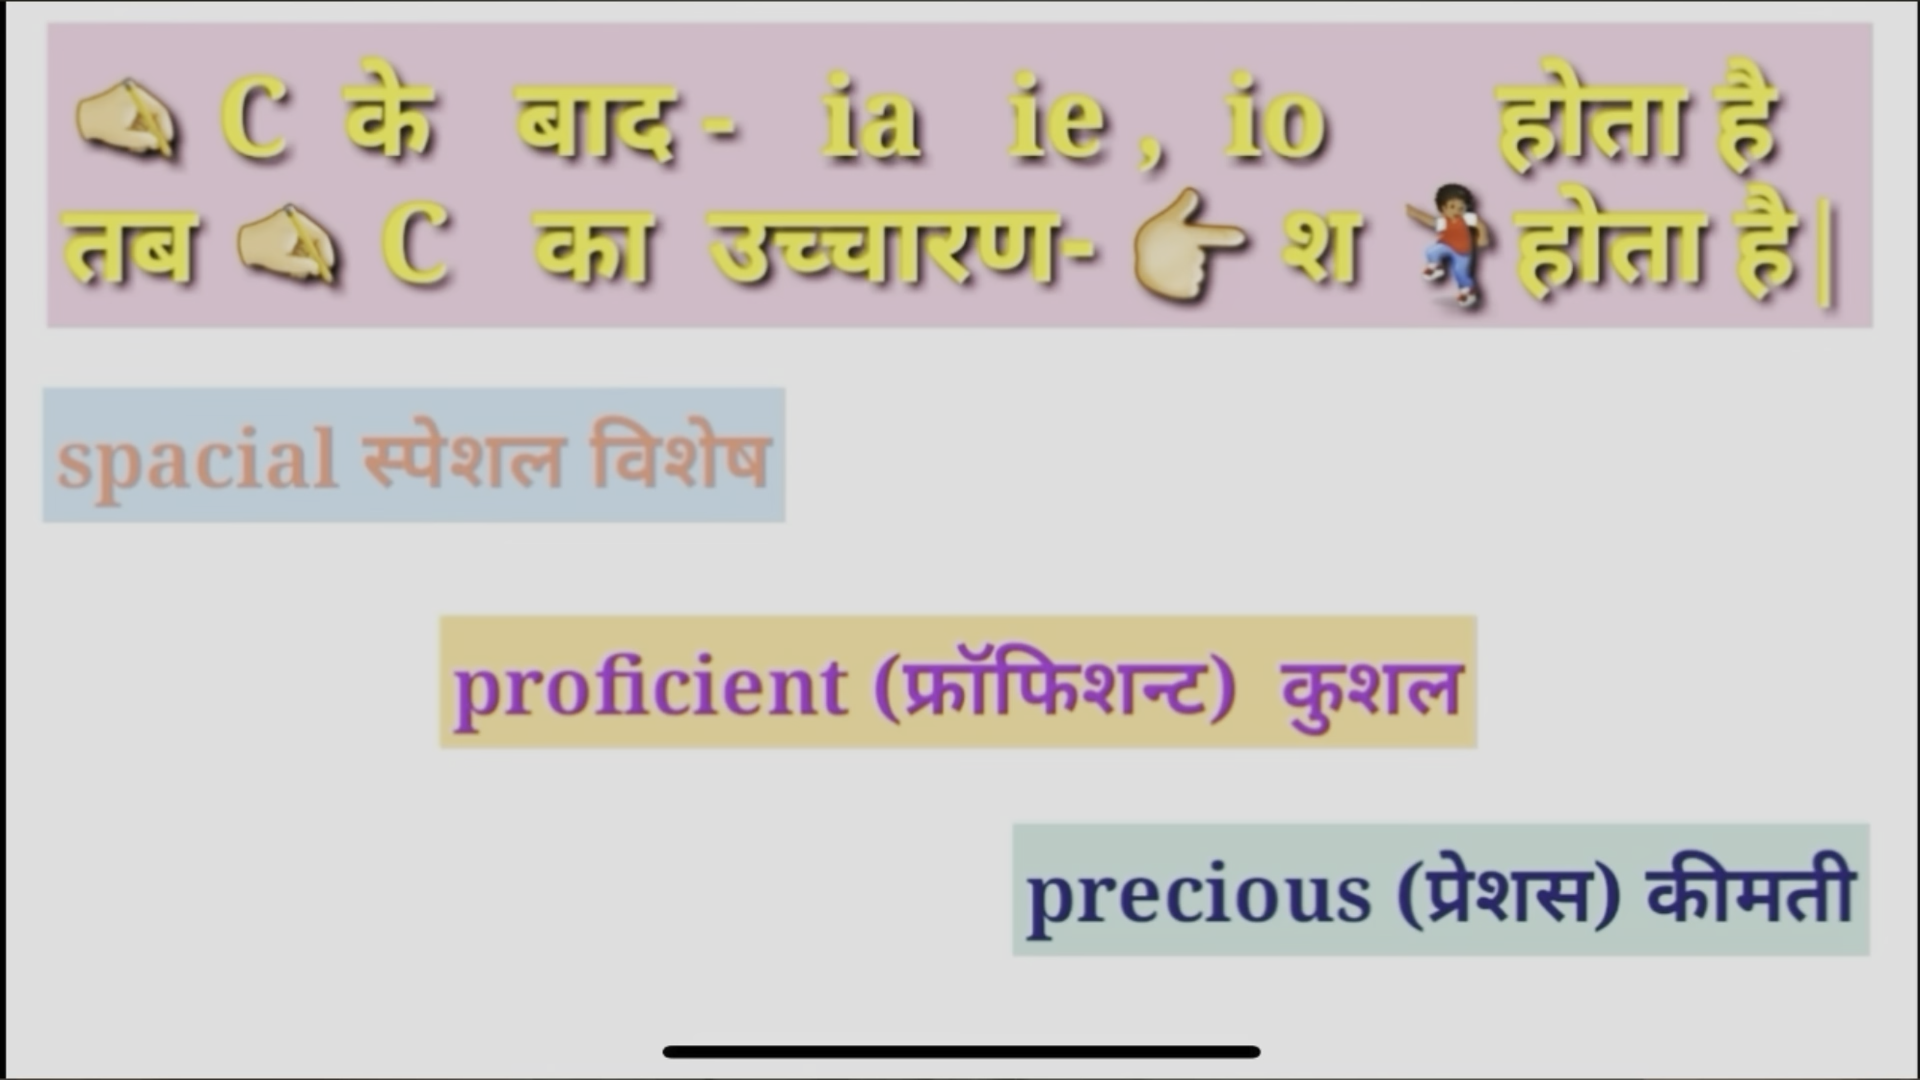 ✍ C के बाद - ia ie , io होता है
तब ✍ C का उच्चारण- 👉 श होता है|
spacial स्पेशल विशेष
proficient (फ्रॉफिशन्ट) कुशल
precious (प्रेशस) कीमती